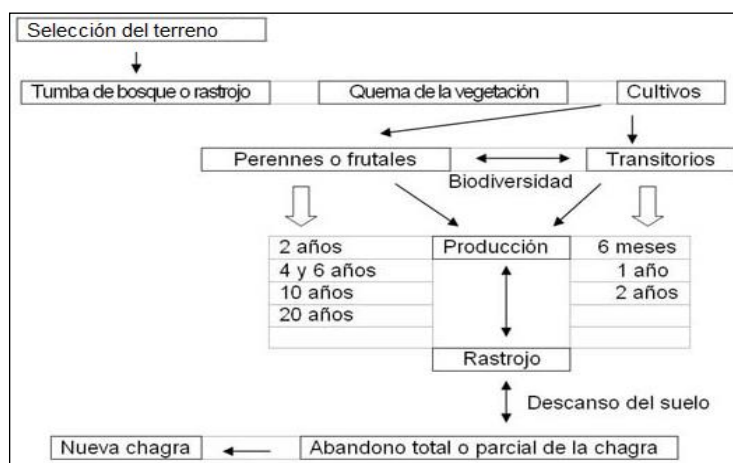 Selección del terreno
Tumba de bosque o rastrojo Quema de la vegetación Cultivos
Perennes o frutales Transitorios
Biodiversidad
2 años Producción 6 meses
4 y 6 años 1 año
10 años 2 años
20 años
Rastrojo
Descanso del suelo
Nueva chagra Abandono total o parcial de la chagra